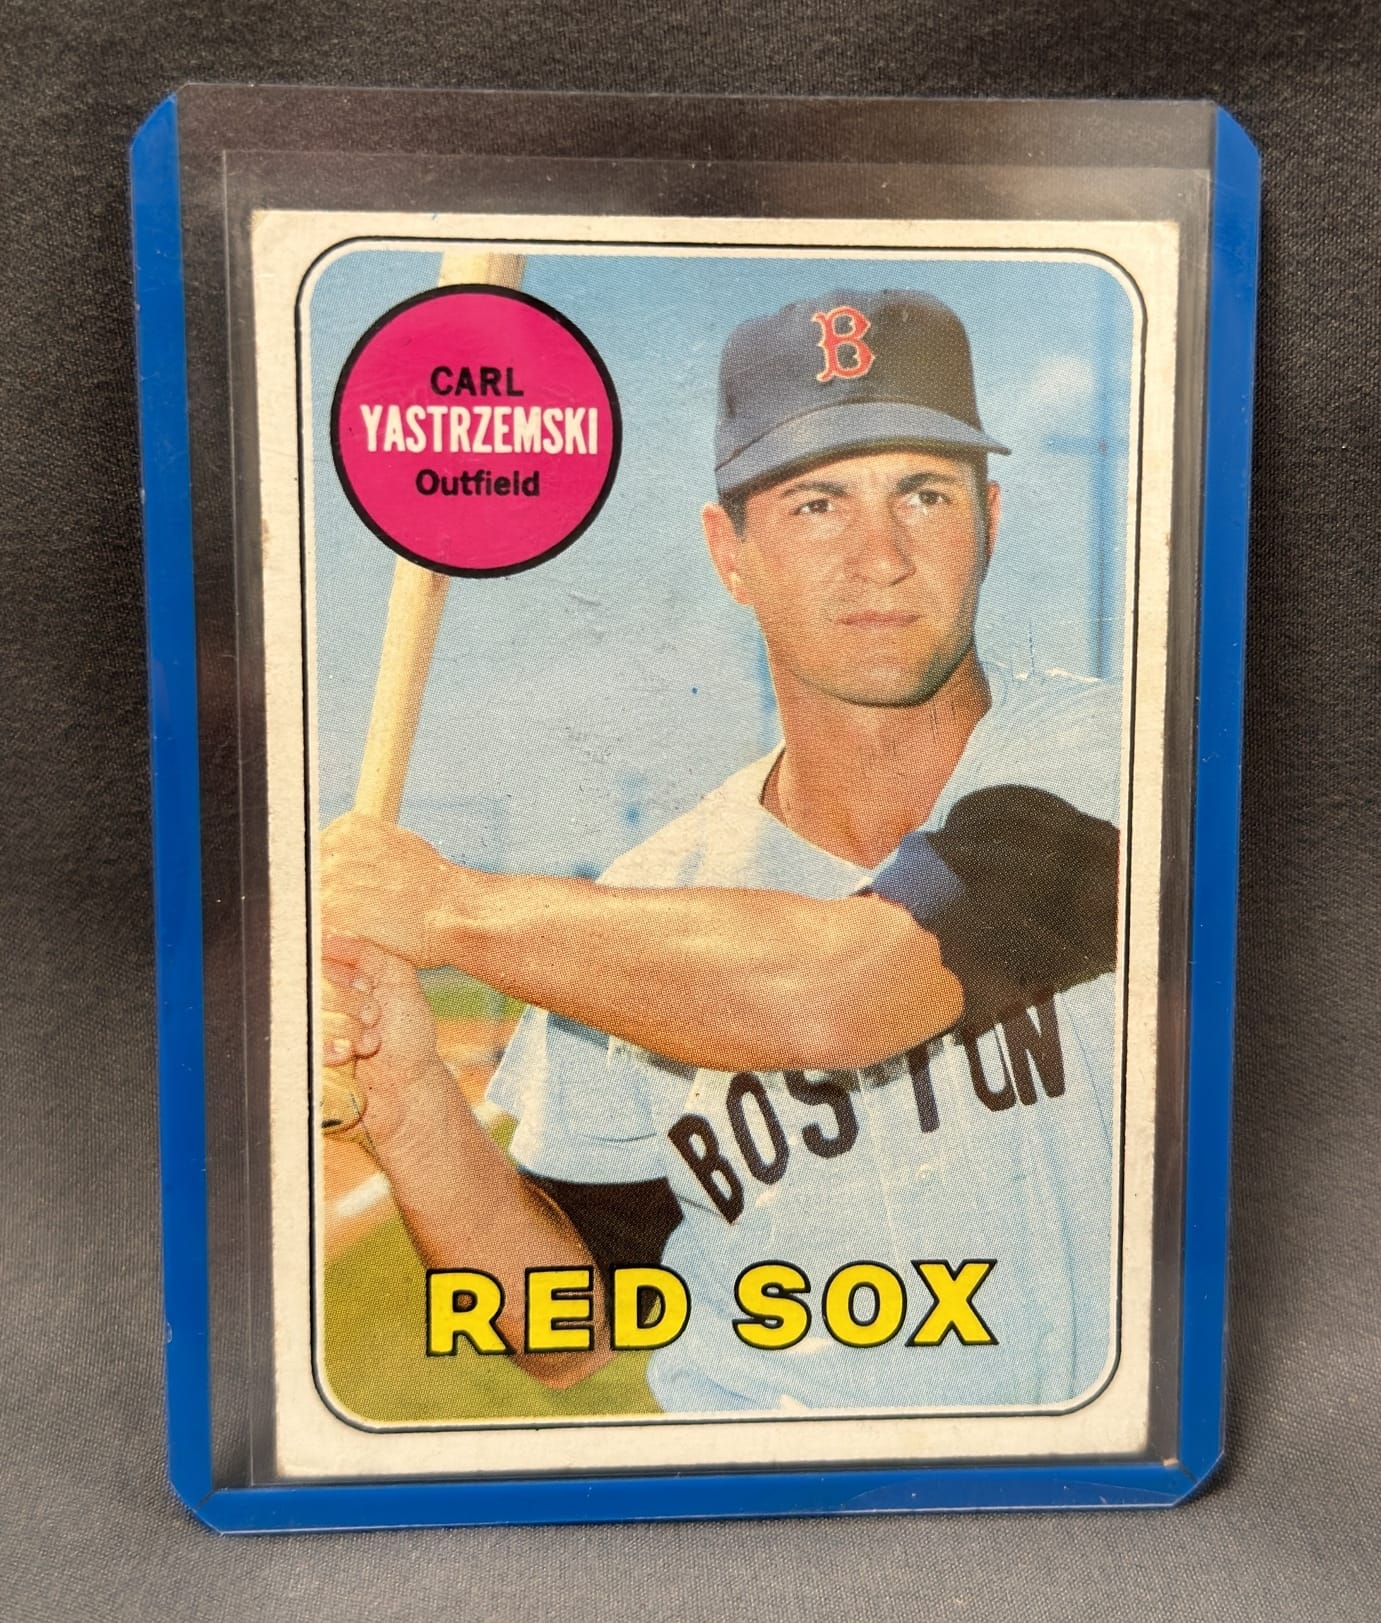 B
CARL
YASTRZEMSKI
Outfield
BOSTON
RED SOX